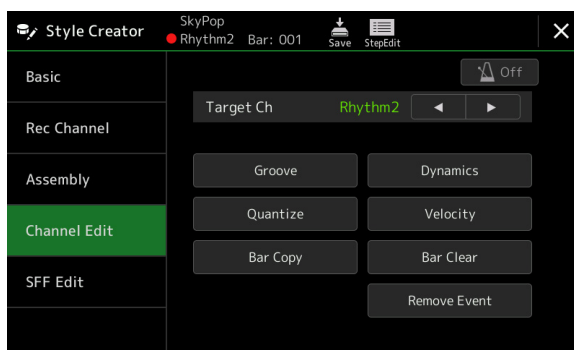 Style Creator
SkyPop
Rhythm2 Bar: 001
Save
StepEdit
Off
Basic
Target Ch Rhythm2
Rec Channel
Assembly
Groove
Dynamics
Channel Edit
Quantize
Velocity
Bar Copy
Bar Clear
SFF Edit
Remove Event